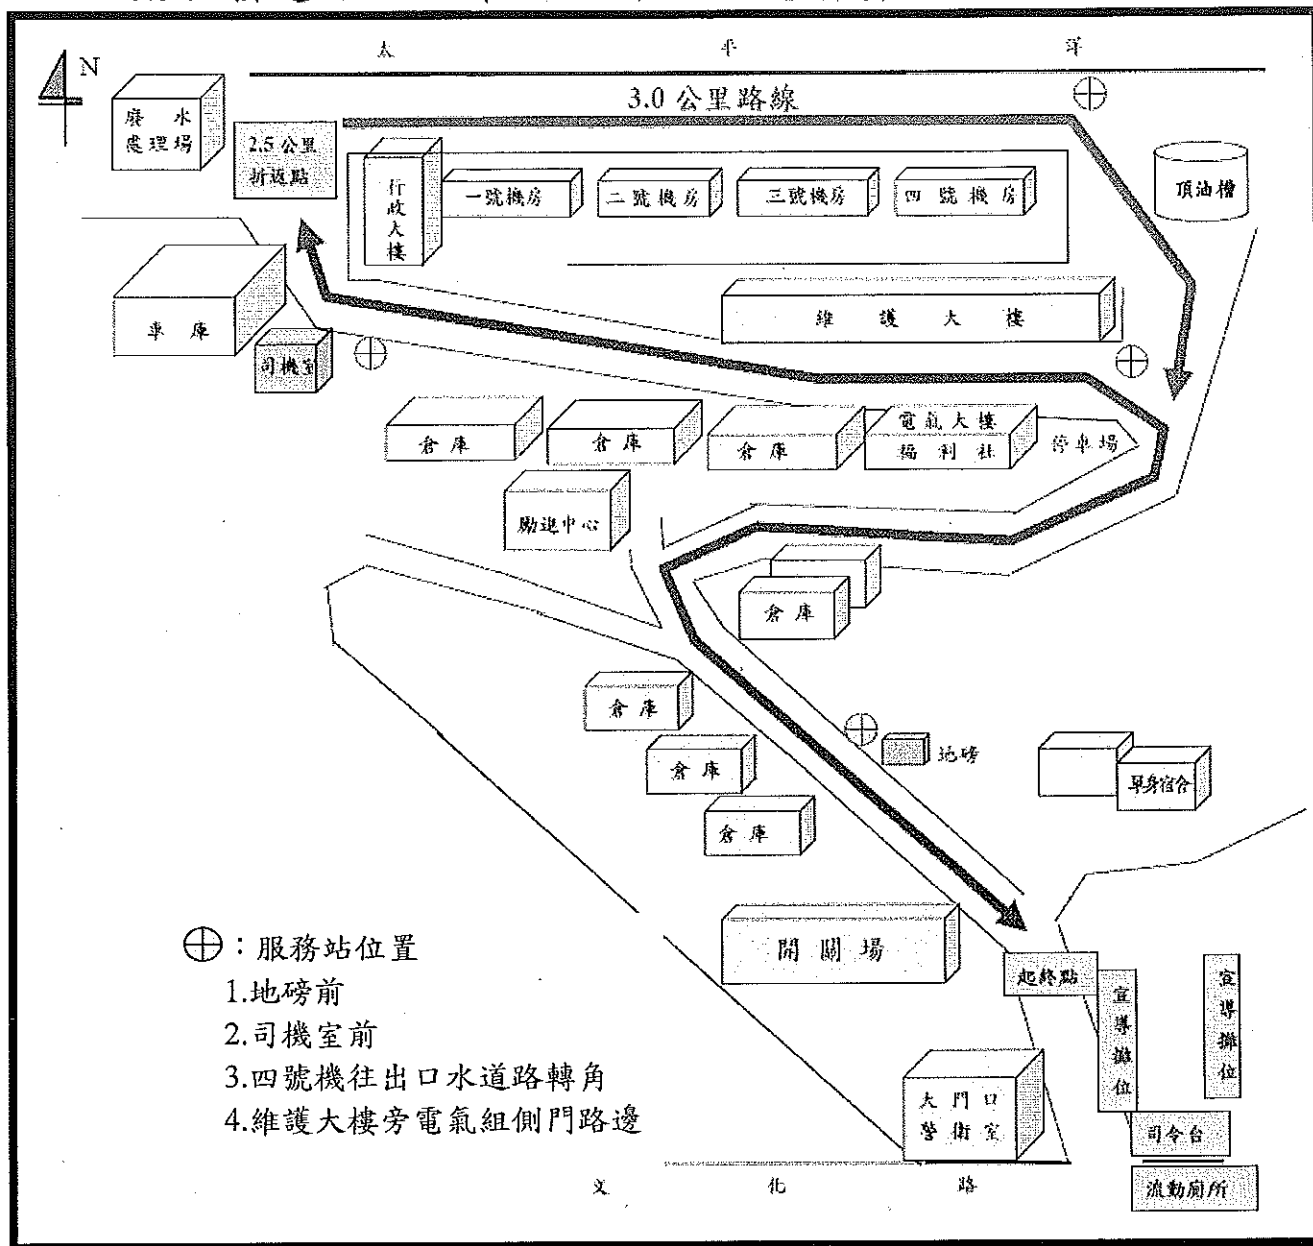 太 平 洋
N
3.0 公里路線
廢 水
處理場
2.5 公里
折返點
行政大樓
一號機房
二號機房
三號機房
四號機房
頂油槽
維 護 大 樓
車 庫
司機室
倉 庫
倉 庫
倉 庫
電氣大樓
福利社
停車場
勵進中心
倉 庫
倉 庫
倉 庫
倉 庫
地磅
單身宿舍
開 關 場
起終點
宣導攤位
宣導攤位
⊕：服務站位置
1.地磅前
2.司機室前
3.四號機往出口水道路轉角
4.維護大樓旁電氣組側門路邊
大 門 口
警 衛 室
司令台
流動廁所
文 化 路